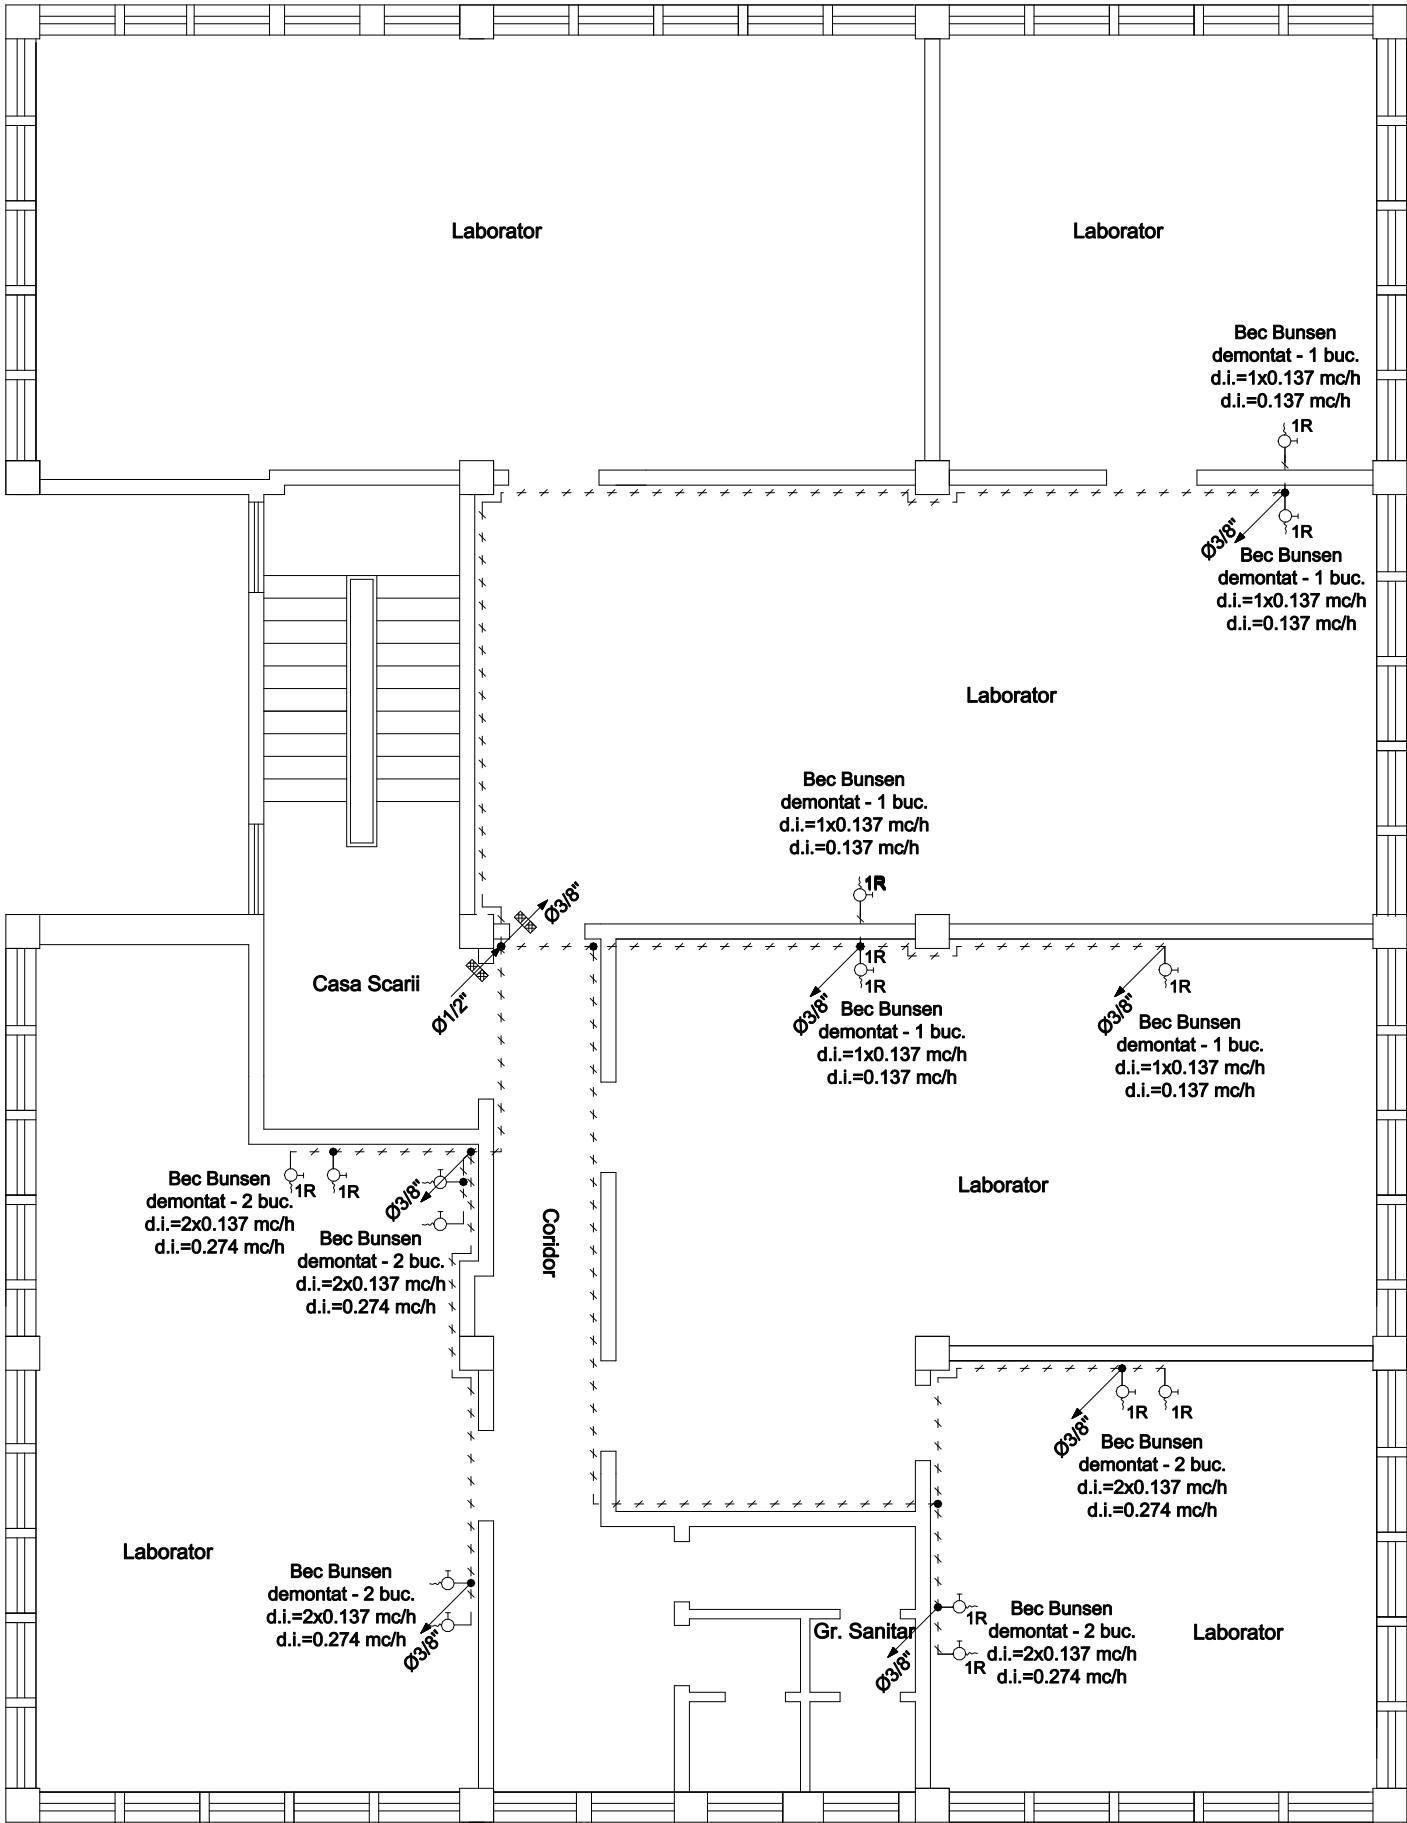 Laborator
Laborator
Bec Bunsen
demontat - 1 buc.
d.i.=1x0.137 mc/h
d.i.=0.137 mc/h
1R
1R
Ø3/8"
Bec Bunsen
demontat - 1 buc.
d.i.=1x0.137 mc/h
d.i.=0.137 mc/h
Laborator
Bec Bunsen
demontat - 1 buc.
d.i.=1x0.137 mc/h
d.i.=0.137 mc/h
1R
Ø3/8"
Casa Scarii
Ø1/2"
1R
1R
Ø3/8"
Bec Bunsen
demontat - 1 buc.
d.i.=1x0.137 mc/h
d.i.=0.137 mc/h
1R
Ø3/8"
Bec Bunsen
demontat - 1 buc.
d.i.=1x0.137 mc/h
d.i.=0.137 mc/h
1R
1R
Bec Bunsen
demontat - 2 buc.
d.i.=2x0.137 mc/h
d.i.=0.274 mc/h
Ø3/8"
Bec Bunsen
demontat - 2 buc.
d.i.=2x0.137 mc/h
d.i.=0.274 mc/h
Coridor
Laborator
1R
1R
Ø3/8"
Bec Bunsen
demontat - 2 buc.
d.i.=2x0.137 mc/h
d.i.=0.274 mc/h
Laborator
Bec Bunsen
demontat - 2 buc.
d.i.=2x0.137 mc/h
d.i.=0.274 mc/h
Ø3/8"
Gr. Sanitar
Ø3/8"
1R
1R
Bec Bunsen
demontat - 2 buc.
d.i.=2x0.137 mc/h
d.i.=0.274 mc/h
Laborator